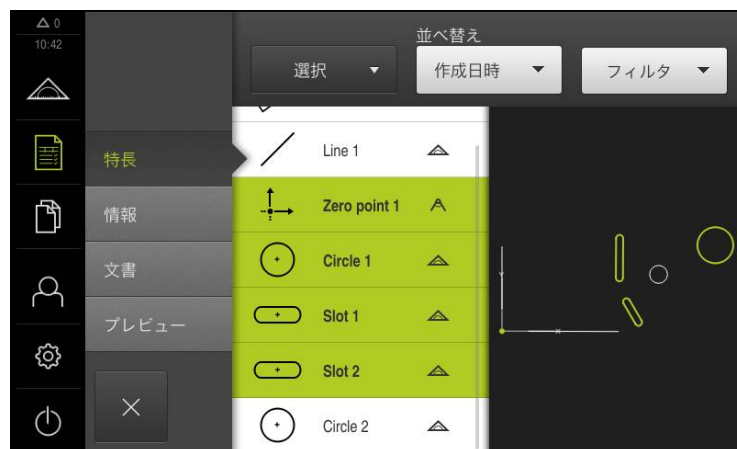 0
10:42
並べ替え
選択
作成日時
フィルタ
特長
情報
文書
プレビュー
Line 1
Zero point 1
Circle 1
Slot 1
Slot 2
Circle 2